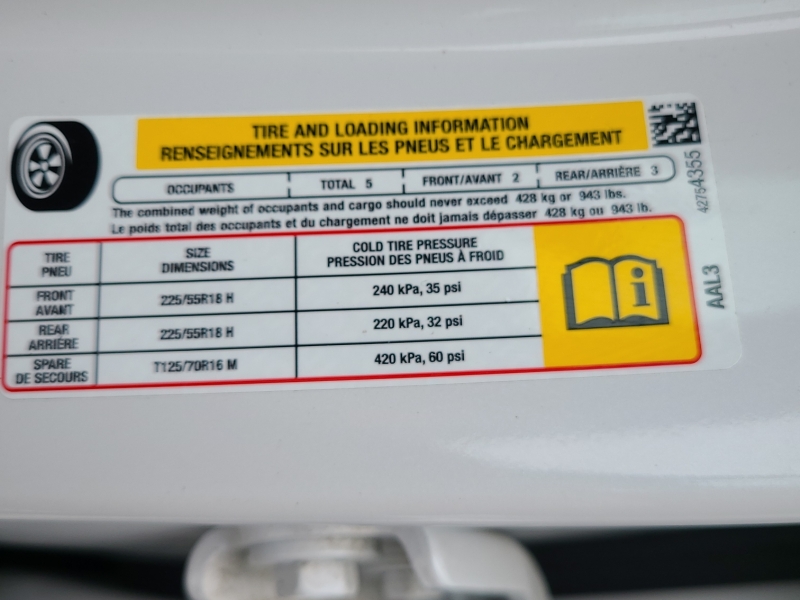 TIRE AND LOADING INFORMATION
RENSEIGNEMENTS SUR LES PNEUS ET LE CHARGEMENT
OCCUPANTS TOTAL 5 FRONT/AVANT 2 REAR/ARRIÈRE 3
The combined weight of occupants and cargo should never exceed 428 kg or 943 lbs.
Le poids total des occupants et du chargement ne doit jamais dépasser 428 kg ou 943 lb.
TIRE SIZE COLD TIRE PRESSURE
PNEU DIMENSIONS PRESSION DES PNEUS À FROID
FRONT
AVANT 225/55R18 H 240 kPa, 35 psi
REAR
ARRIÈRE 225/55R18 H 220 kPa, 32 psi
SPARE
DE SECOURS T125/70R16 M 420 kPa, 60 psi
i
42754355
AAL3